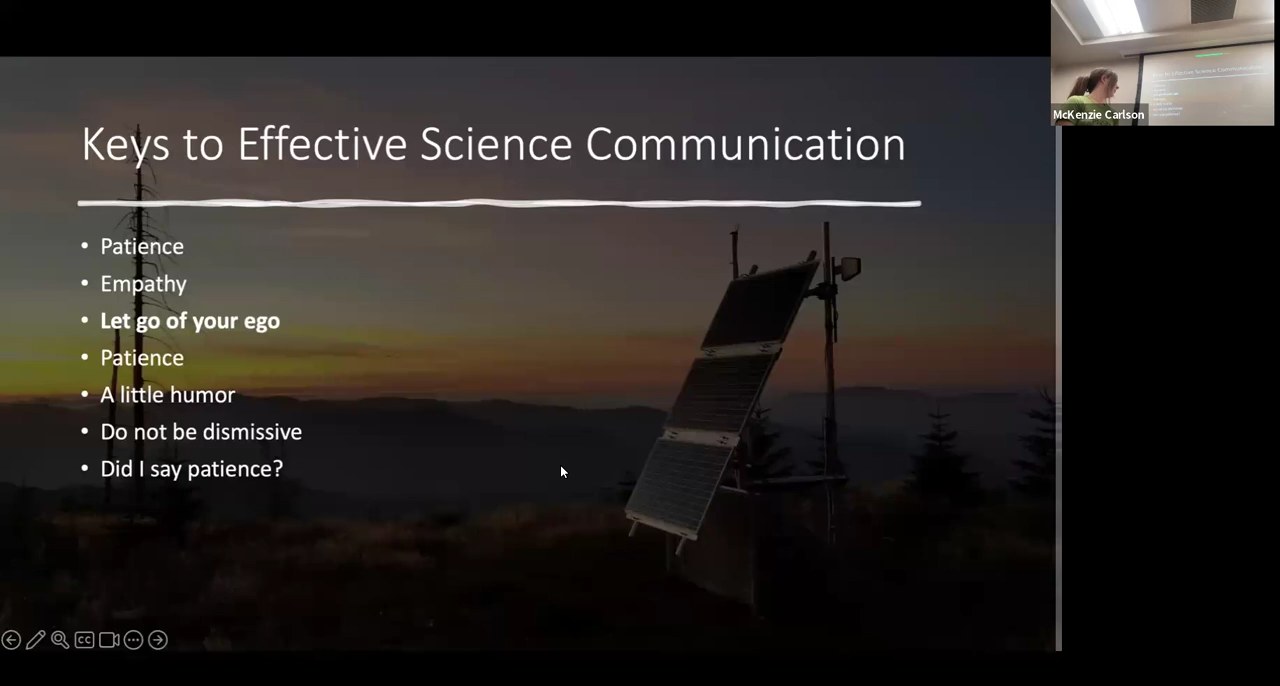 Keys to Effective Science Communication
• Patience
• Empathy
• Let go of your ego
• Patience
• A little humor
• Do not be dismissive
• Did I say patience?
McKenzie Carlson
CC